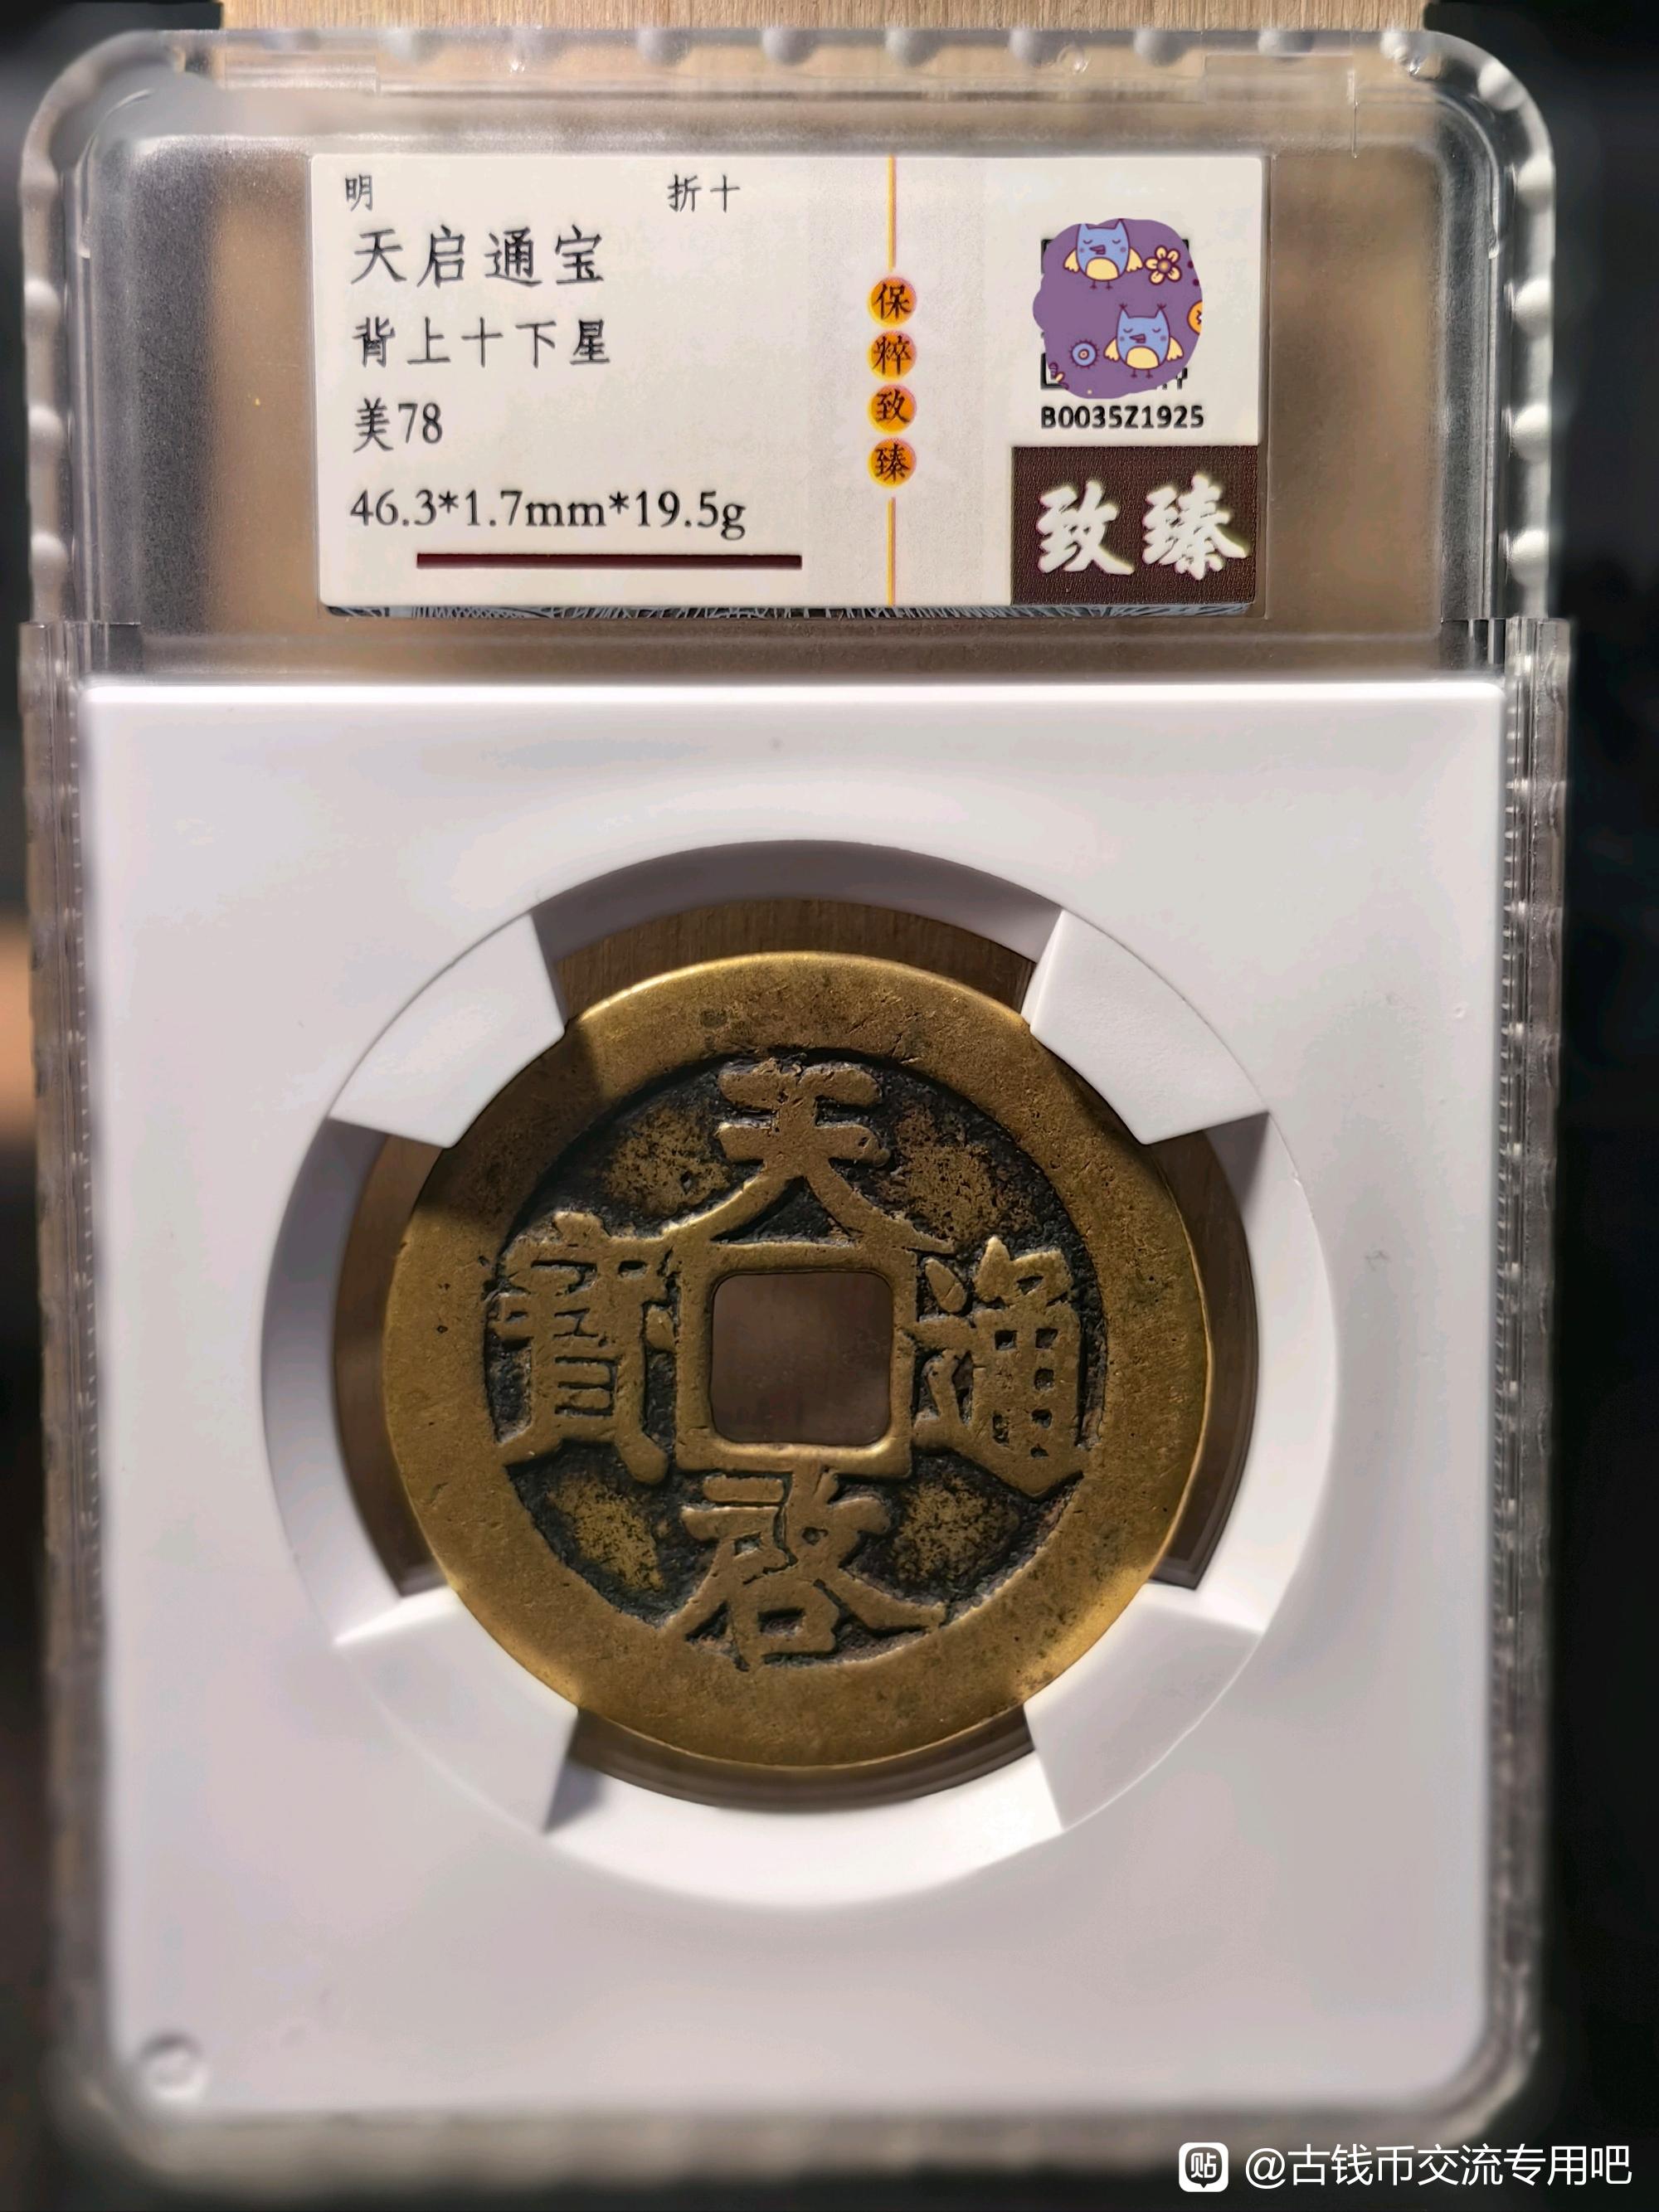 明 折十
天启通宝
背上十下星
美78
46.3*1.7mm*19.5g
保
粹
致
臻
B0035Z1925
致臻
天
寶 通
啟
贴 @古钱币交流专用吧